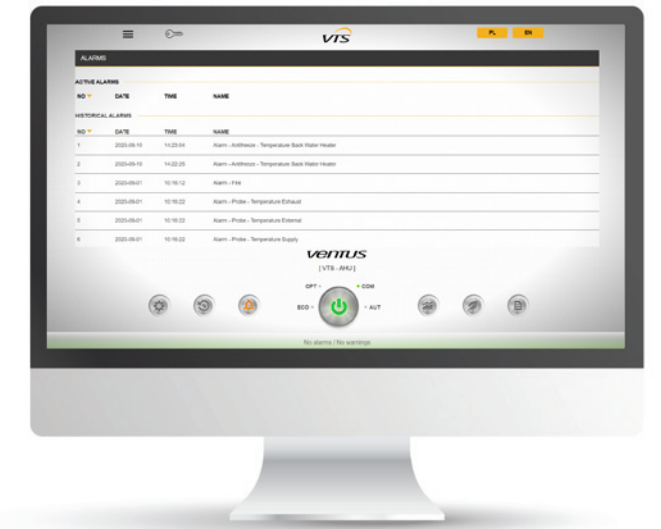 VTS
PL EN
ALARMS
ACTIVE ALARMS
NO DATE TIME NAME
HISTORICAL ALARMS
NO DATE TIME NAME
1 2020-09-10 14:23:04 Alarm - Antifreeze - Temperature Back Water Heater
2 2020-09-10 14:22:25 Alarm - Antifreeze - Temperature Back Water Heater
3 2020-09-01 10:16:12 Alarm - Fire
4 2020-09-01 10:16:22 Alarm - Probe - Temperature Exhaust
5 2020-09-01 10:16:22 Alarm - Probe - Temperature External
6 2020-09-01 10:16:22 Alarm - Probe - Temperature Supply
VENTUS
[ VTS - AHU ]
OPT COM
ECO AUT
No alarms / No warnings